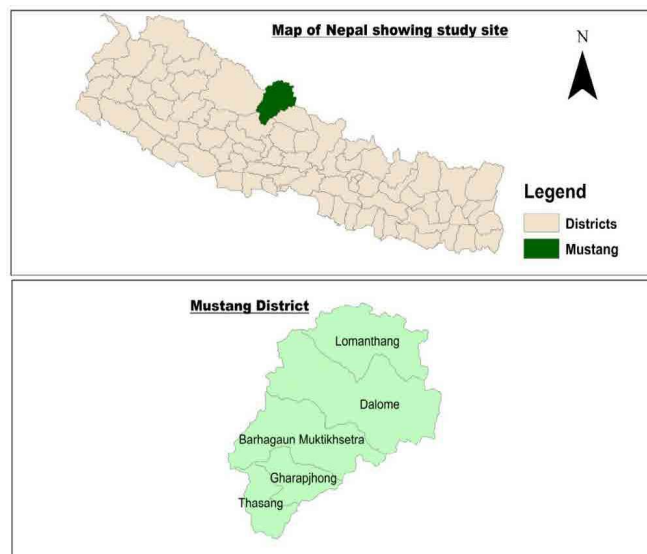 Map of Nepal showing study site
N
Legend
Districts
Mustang
Mustang District
Lomanthang
Dalome
Barhagaun Muktikhsetra
Gharapjhong
Thasang